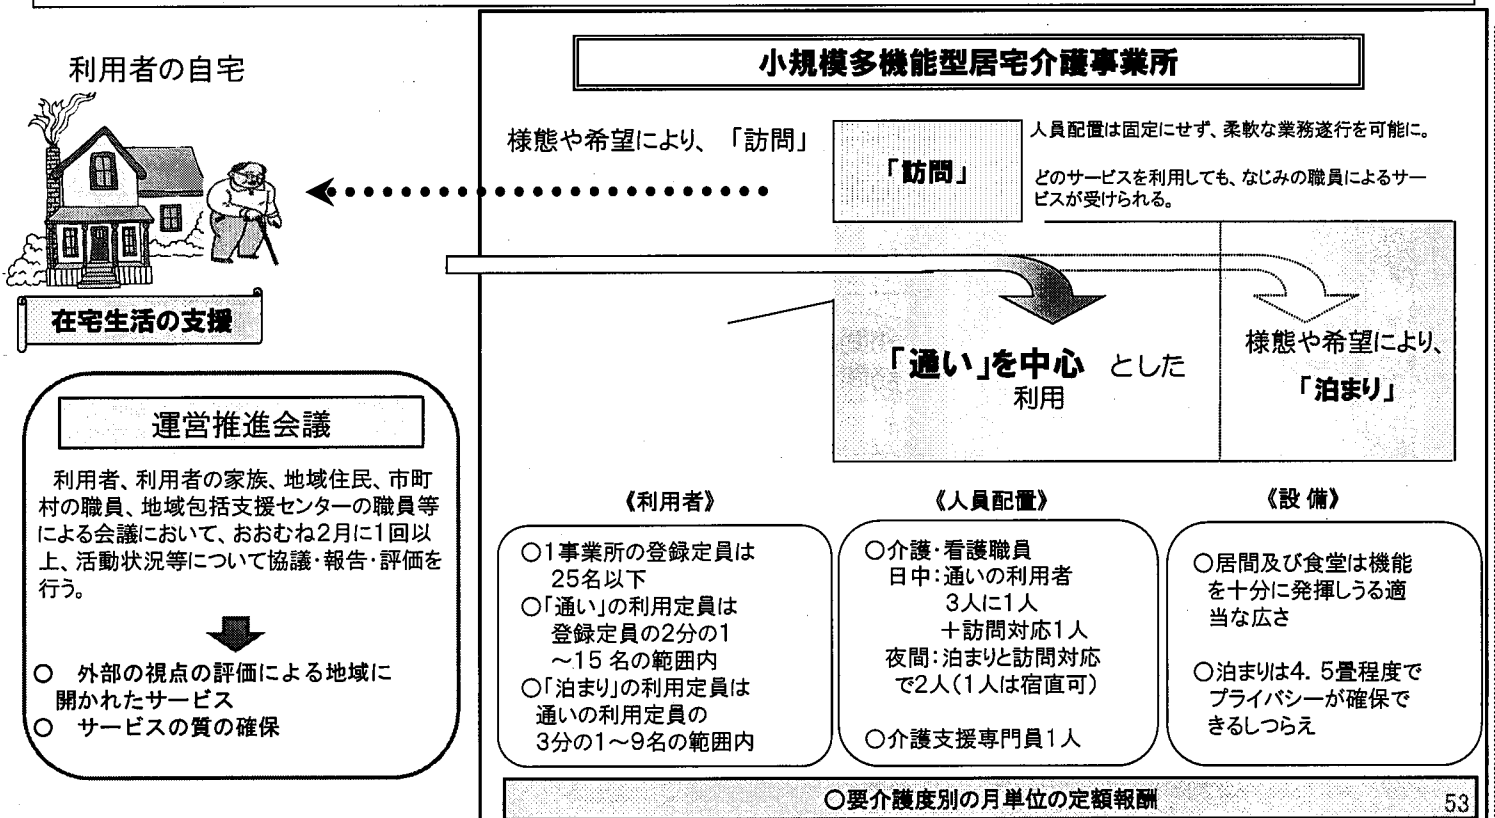 利用者の自宅
在宅生活の支援
運営推進会議
利用者、利用者の家族、地域住民、市町
村の職員、地域包括支援センターの職員等
による会議において、おおむね2月に1回以
上、活動状況等について協議・報告・評価を
行う。
○ 外部の視点の評価による地域に
開かれたサービス
○ サービスの質の確保
小規模多機能型居宅介護事業所
様態や希望により、「訪問」
「訪問」
人員配置は固定にせず、柔軟な業務遂行を可能に。
どのサービスを利用しても、なじみの職員によるサー
ビスが受けられる。
「通い」を中心 とした
利用
様態や希望により、
「泊まり」
《利用者》
○1事業所の登録定員は
25名以下
○「通い」の利用定員は
登録定員の2分の1
~15名の範囲内
○「泊まり」の利用定員は
通いの利用定員の
3分の1~9名の範囲内
《人員配置》
○介護・看護職員
日中:通いの利用者
3人に1人
+訪問対応1人
夜間:泊まりと訪問対応
で2人(1人は宿直可)
○介護支援専門員1人
《設 備》
○居間及び食堂は機能
を十分に発揮しうる適
当な広さ
○泊まりは4.5畳程度で
プライバシーが確保で
きるしつらえ
○要介護度別の月単位の定額報酬
53